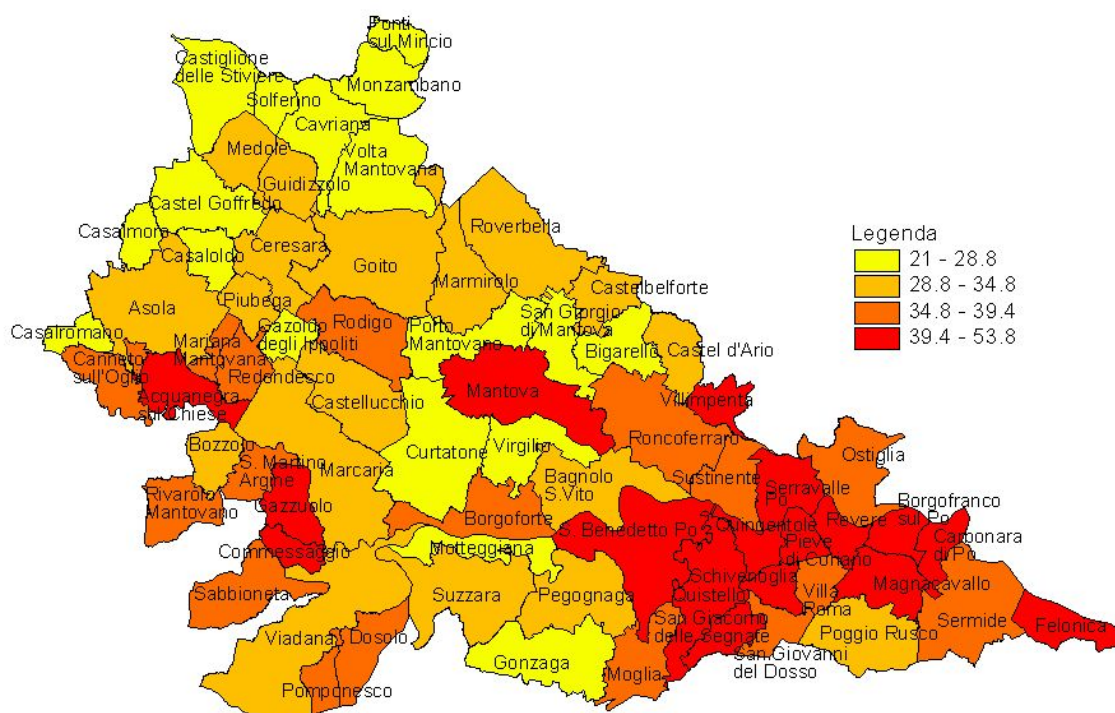 Ponti
sul Mincio
Castiglione
delle Stiviere
Monzambano
Solferino
Cavriana
Medole
Volta
Mantovana
Guidizzolo
Castel Goffredo
Roverbella
Casalmoro
Ceresara
Casaloldo
Goito
Marmirolo
Castelbelforte
Legenda
21 - 28.8
28.8 - 34.8
34.8 - 39.4
39.4 - 53.8
Asola
Piubega
San Giorgio
di Mantova
Casalromano
Mariana
Mantovana
Gazoldo
degli Ippoliti
Rodigo
Porto
Mantovano
Bigarello
Castel d'Ario
Canneto
sull'Oglio
Redondesco
Acquanegra
sul Chiese
Castellucchio
Mantova
Villimpenta
Bozzolo
S. Martino
Argine
Marcaria
Curtatone
Virgilio
Roncoferraro
Ostiglia
Rivarolo
Mantovano
Gazzuolo
Bagnolo
S.Vito
Sustinente
Serravalle
Po
Borgoforte
S. Benedetto Po
Quingentole
Revere
Borgofranco
sul Po
Commessaggio
Motteggiana
Pieve
di Coriano
Carbonara
di Po
Sabbioneta
Suzzara
Pegognaga
Schivenoglia
Quistello
Villa
Poma
Magnacavallo
Viadana
Dosolo
San Giacomo
delle Segnate
Poggio Rusco
Sermide
Felonica
Pomponesco
Gonzaga
Moglia
San Giovanni
del Dosso